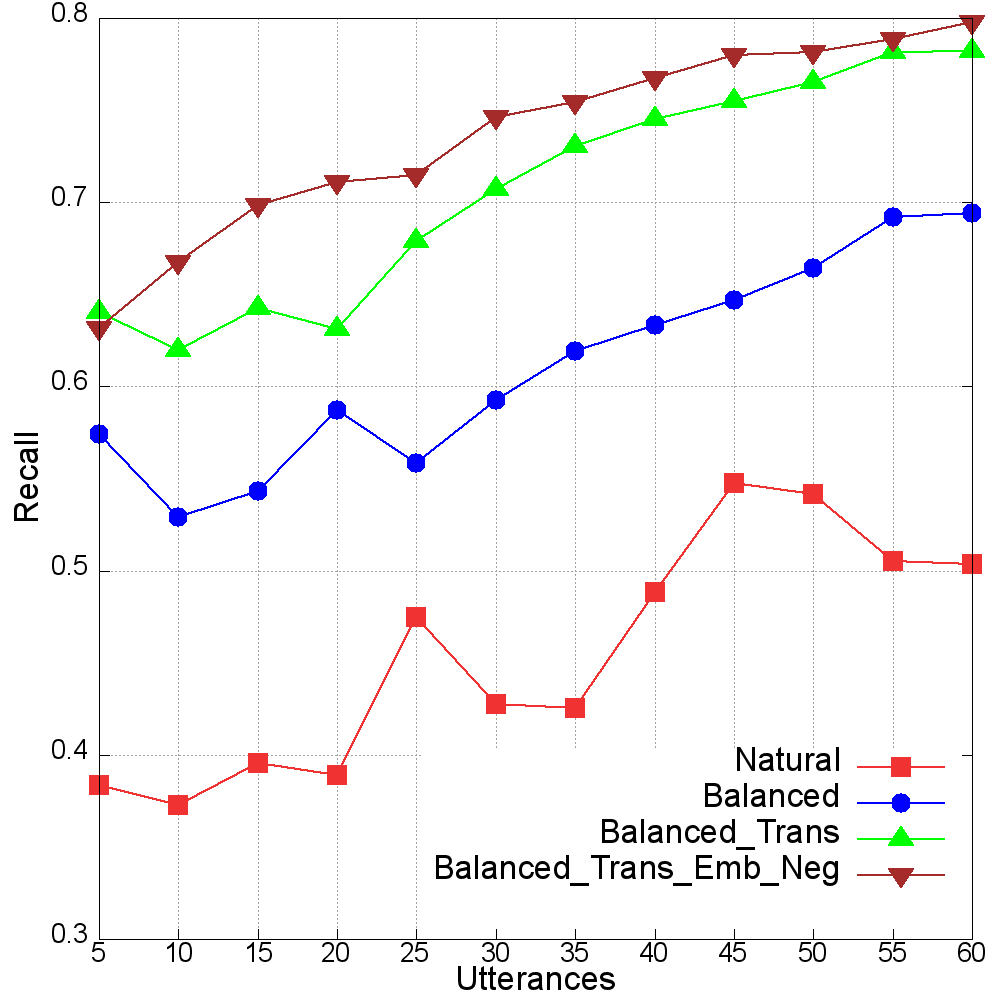 0.8
0.7
0.6
0.5
0.4
0.3
Recall
Natural
Balanced
Balanced_Trans
Balanced_Trans_Emb_Neg
5 10 15 20 25 30 35 40 45 50 55 60
Utterances